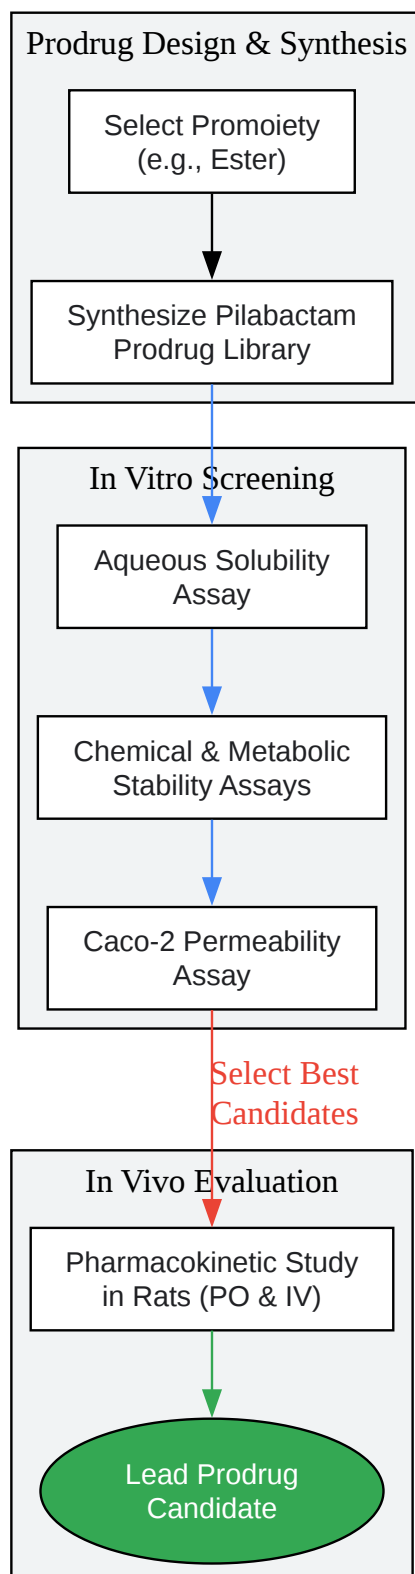 Prodrug Design & Synthesis
Select Promoiety
(e.g., Ester)
Synthesize Pilabactam
Prodrug Library
In Vitro Screening
Aqueous Solubility
Assay
Chemical & Metabolic
Stability Assays
Caco-2 Permeability
Assay
Select Best
Candidates
In Vivo Evaluation
Pharmacokinetic Study
in Rats (PO & IV)
Lead Prodrug
Candidate